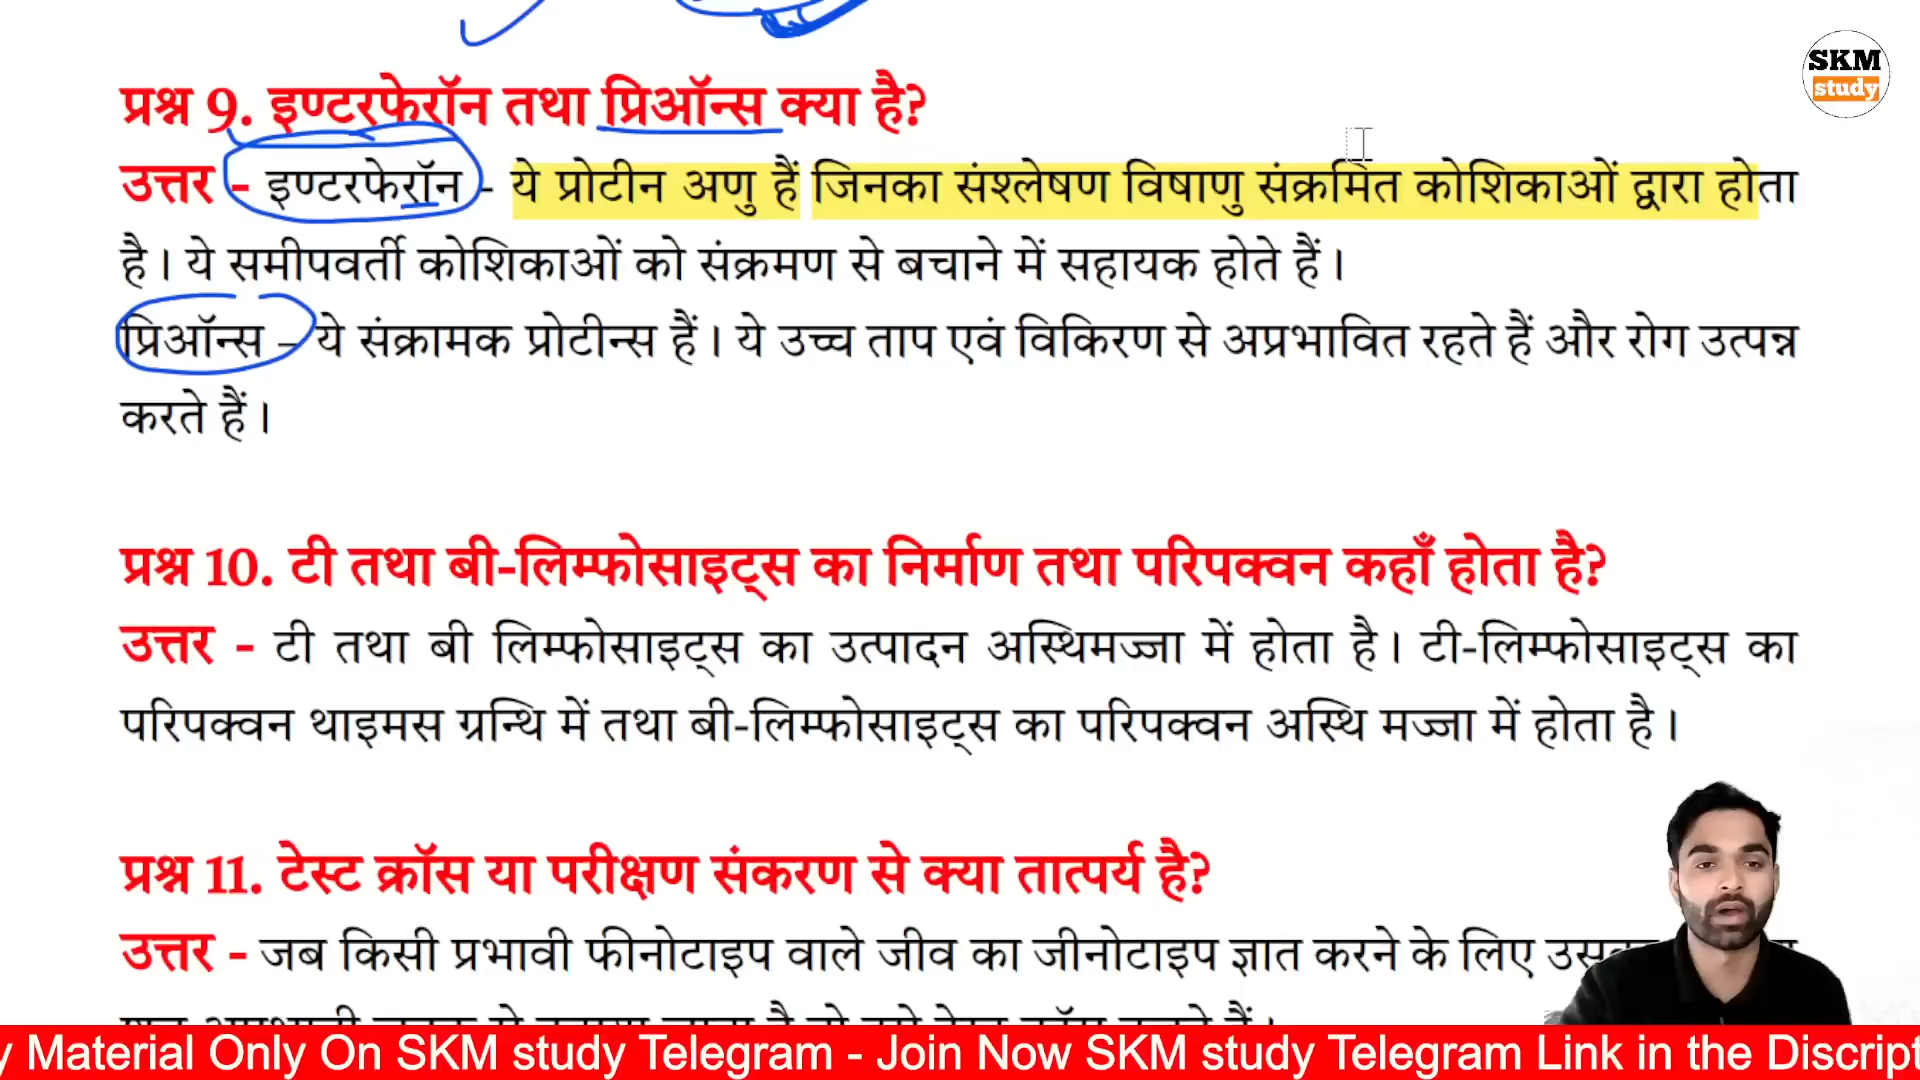 SKM
study
प्रश्न 9. इण्टरफेरॉन तथा प्रिऑन्स क्या है?
उत्तर - इण्टरफेरॉन - ये प्रोटीन अणु हैं जिनका संश्लेषण विषाणु संक्रमित कोशिकाओं द्वारा होता
है। ये समीपवर्ती कोशिकाओं को संक्रमण से बचाने में सहायक होते हैं।
प्रिऑन्स – ये संक्रामक प्रोटीन्स हैं। ये उच्च ताप एवं विकिरण से अप्रभावित रहते हैं और रोग उत्पन्न
करते हैं।
प्रश्न 10. टी तथा बी-लिम्फोसाइट्स का निर्माण तथा परिपक्वन कहाँ होता है?
उत्तर - टी तथा बी लिम्फोसाइट्स का उत्पादन अस्थिमज्जा में होता है। टी-लिम्फोसाइट्स का
परिपक्वन थाइमस ग्रन्थि में तथा बी-लिम्फोसाइट्स का परिपक्वन अस्थि मज्जा में होता है।
प्रश्न 11. टेस्ट क्रॉस या परीक्षण संकरण से क्या तात्पर्य है?
उत्तर - जब किसी प्रभावी फीनोटाइप वाले जीव का जीनोटाइप ज्ञात करने के लिए
y Material Only On SKM study Telegram - Join Now SKM study Telegram Link in the Discript